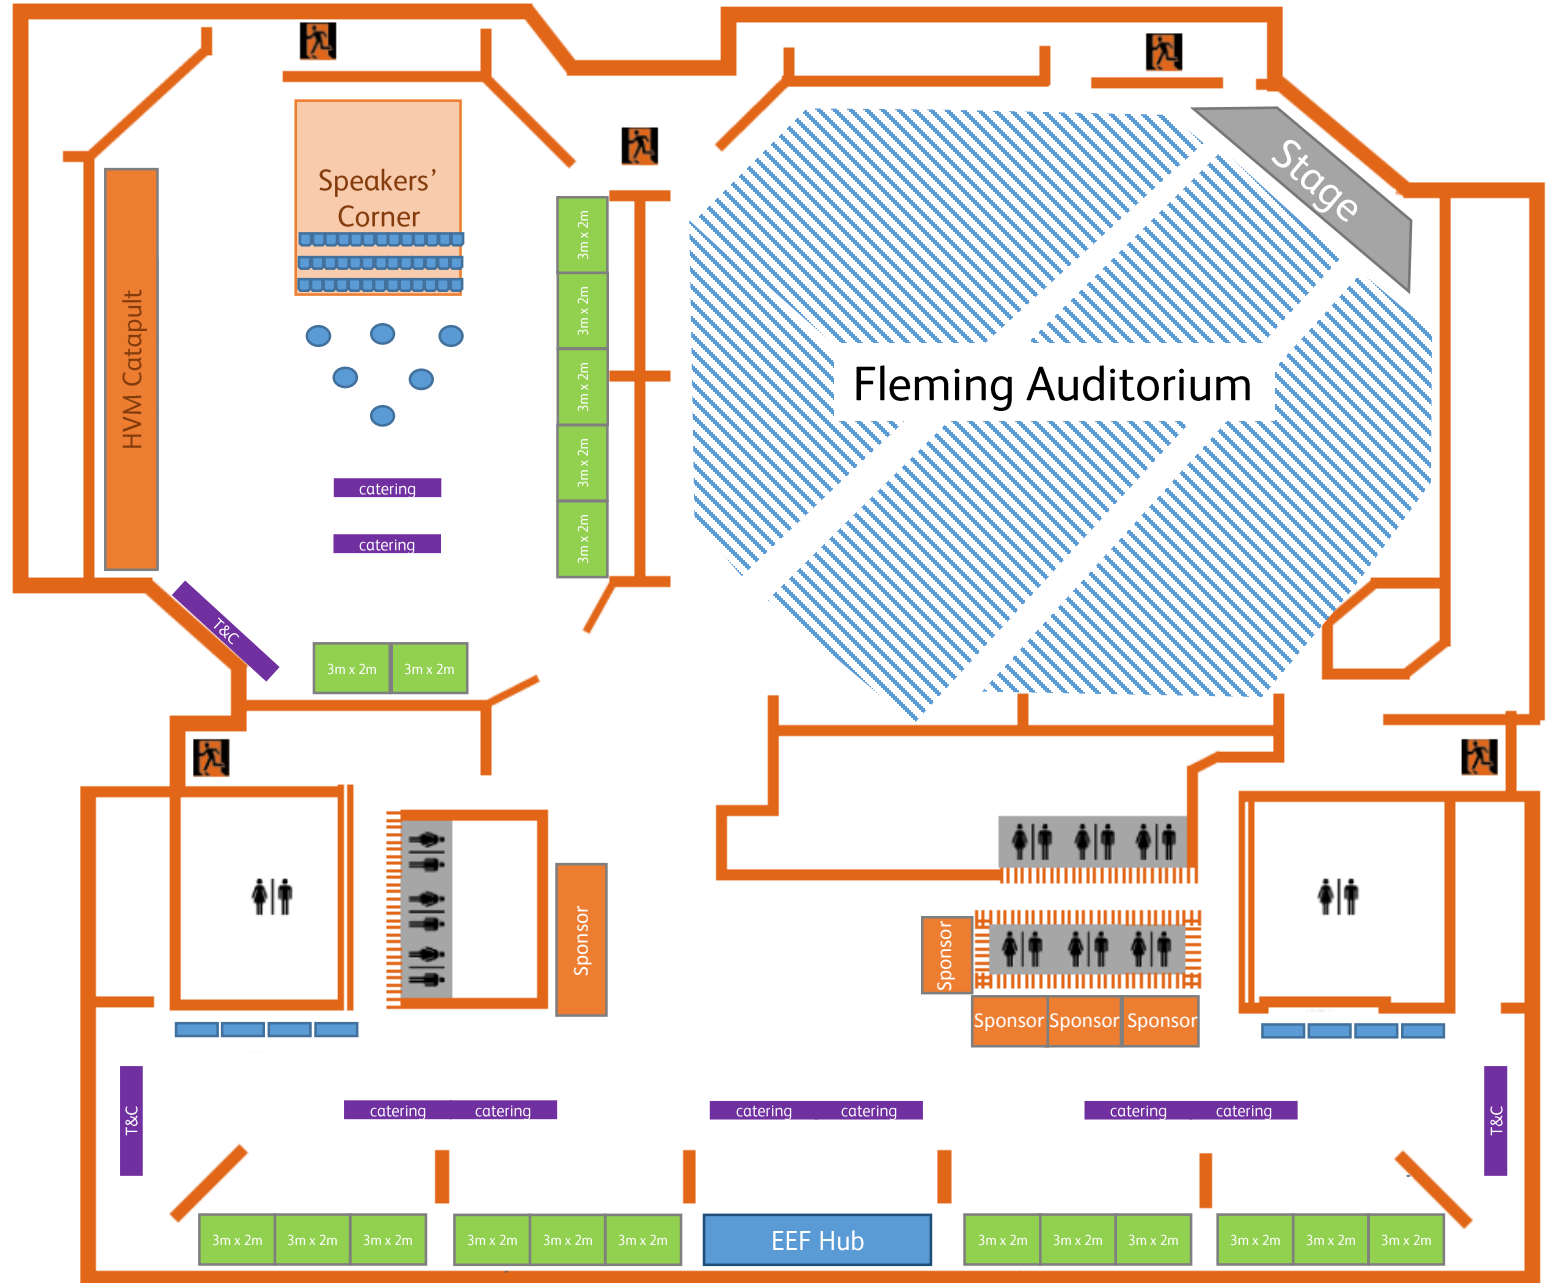 Speakers’
Corner
Stage
HVM Catapult
3m x 2m
3m x 2m
3m x 2m
3m x 2m
3m x 2m
Fleming Auditorium
catering
catering
T&C
3m x 2m 3m x 2m
Sponsor
Sponsor
Sponsor Sponsor Sponsor
T&C
catering catering catering catering catering catering
T&C
3m x 2m 3m x 2m 3m x 2m 3m x 2m 3m x 2m 3m x 2m EEF Hub 3m x 2m 3m x 2m 3m x 2m 3m x 2m 3m x 2m 3m x 2m